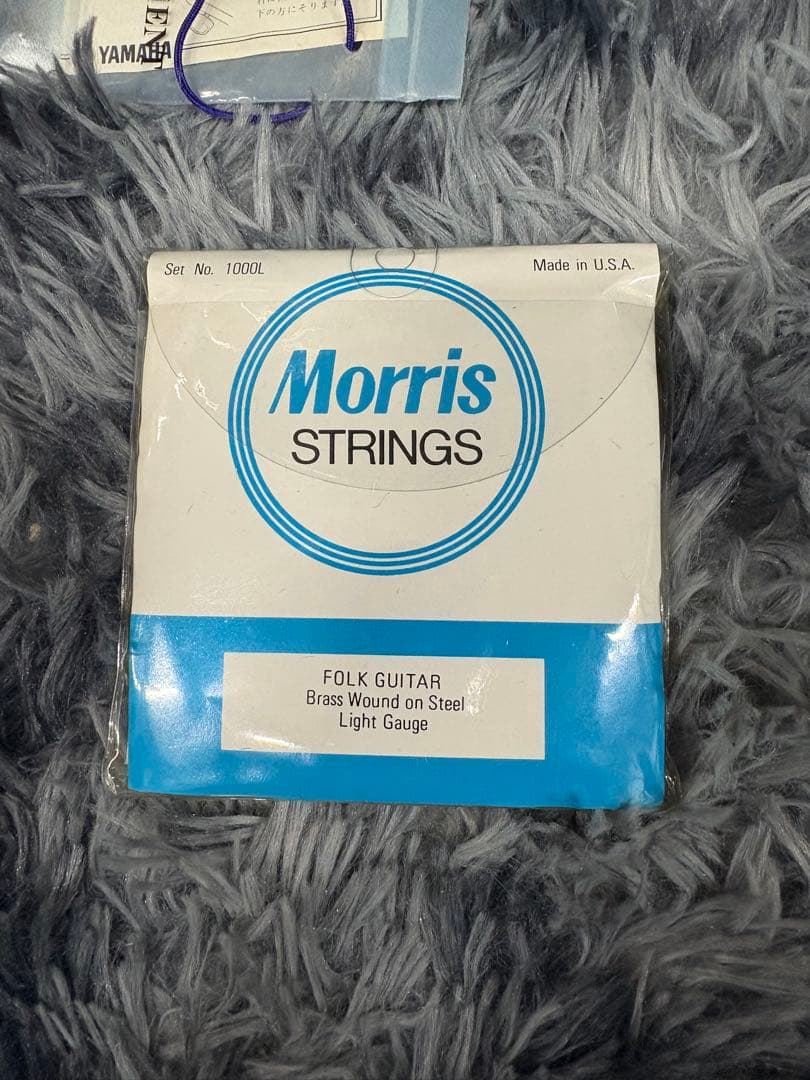 下の方にそります
YAMAHA
MENT
Set No. 1000L
Made in U.S.A.
Morris
STRINGS
FOLK GUITAR
Brass Wound on Steel
Light Gauge